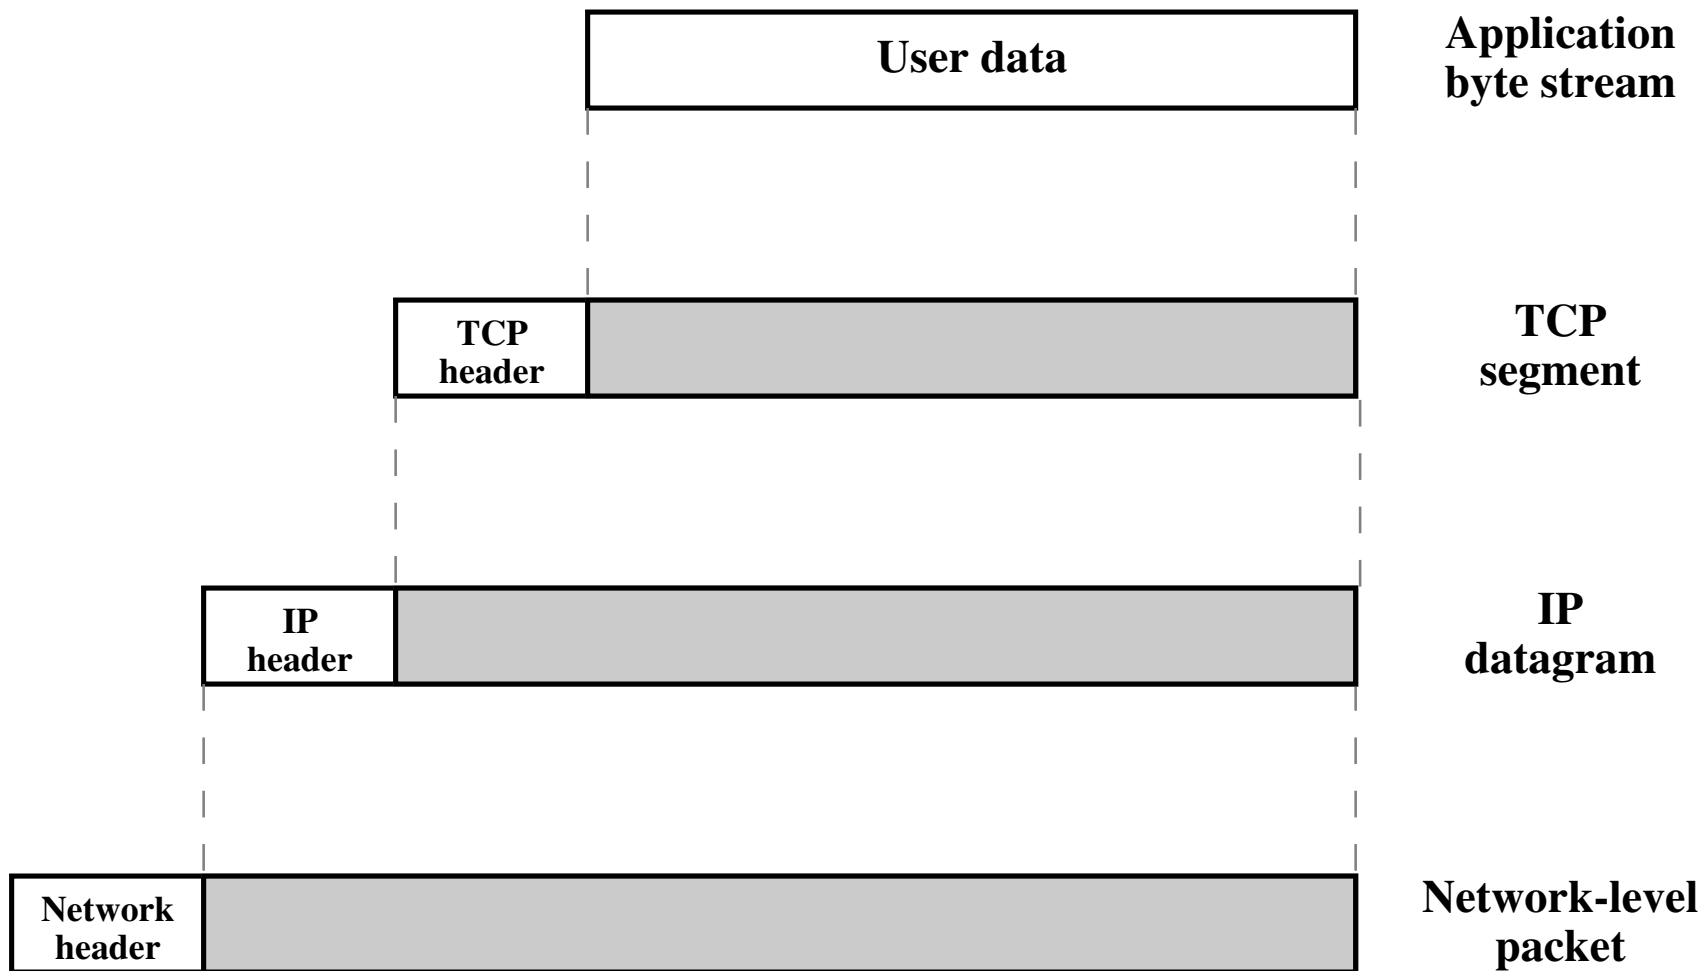 User data
Application
byte stream
TCP
header
TCP
segment
IP
header
IP
datagram
Network
header
Network-level
packet